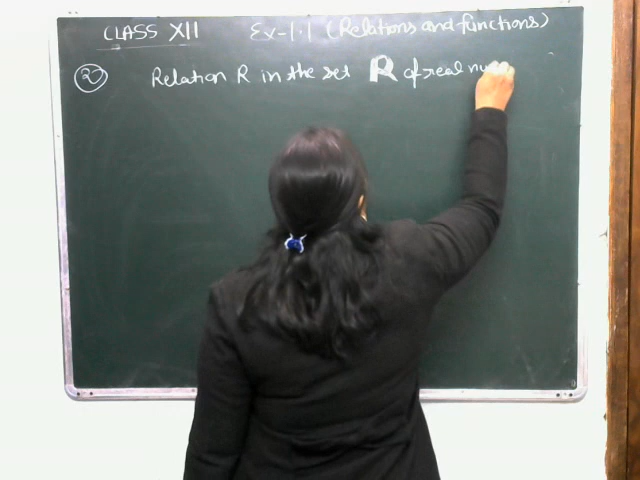 CLASS XII Ex-1.1 (Relations and functions)
② Relation R in the set R of real nu